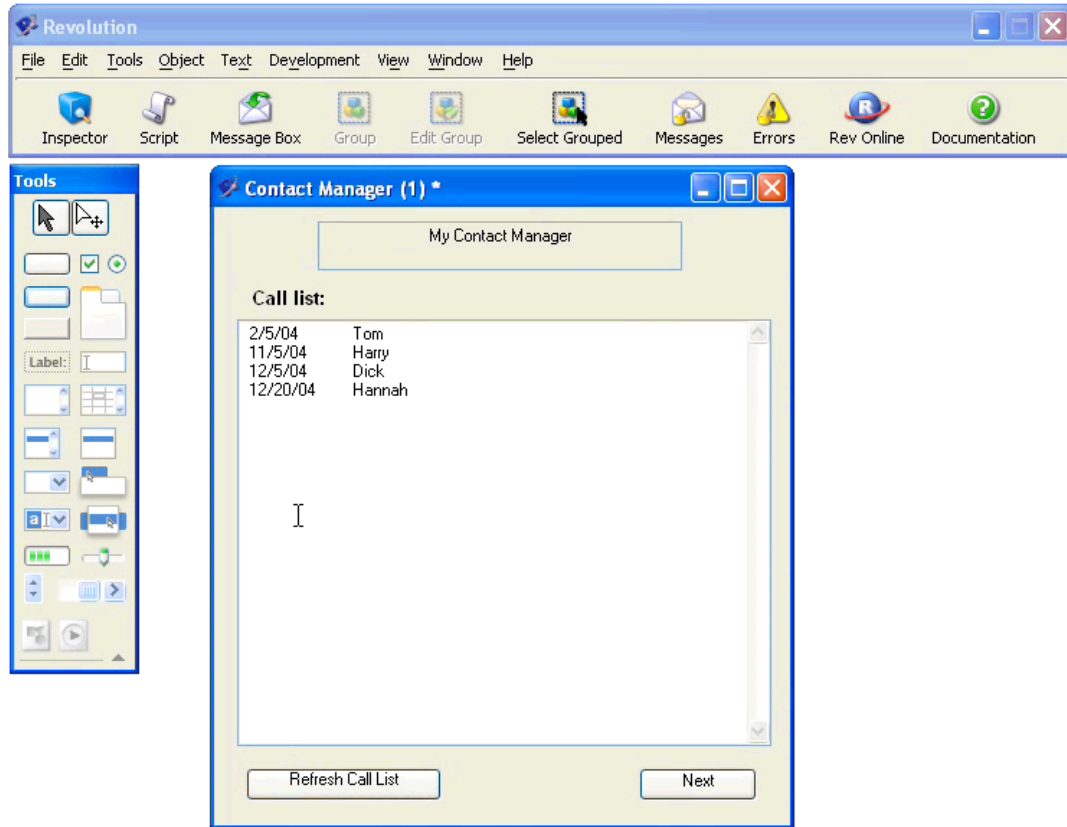 Revolution
File Edit Tools Object Text Development View Window Help
Inspector Script Message Box Group Edit Group Select Grouped Messages Errors Rev Online Documentation
Tools
Contact Manager (1) *
My Contact Manager
Call list:
2/5/04 Tom
11/5/04 Harry
12/5/04 Dick
12/20/04 Hannah
Label:
a
Refresh Call List Next